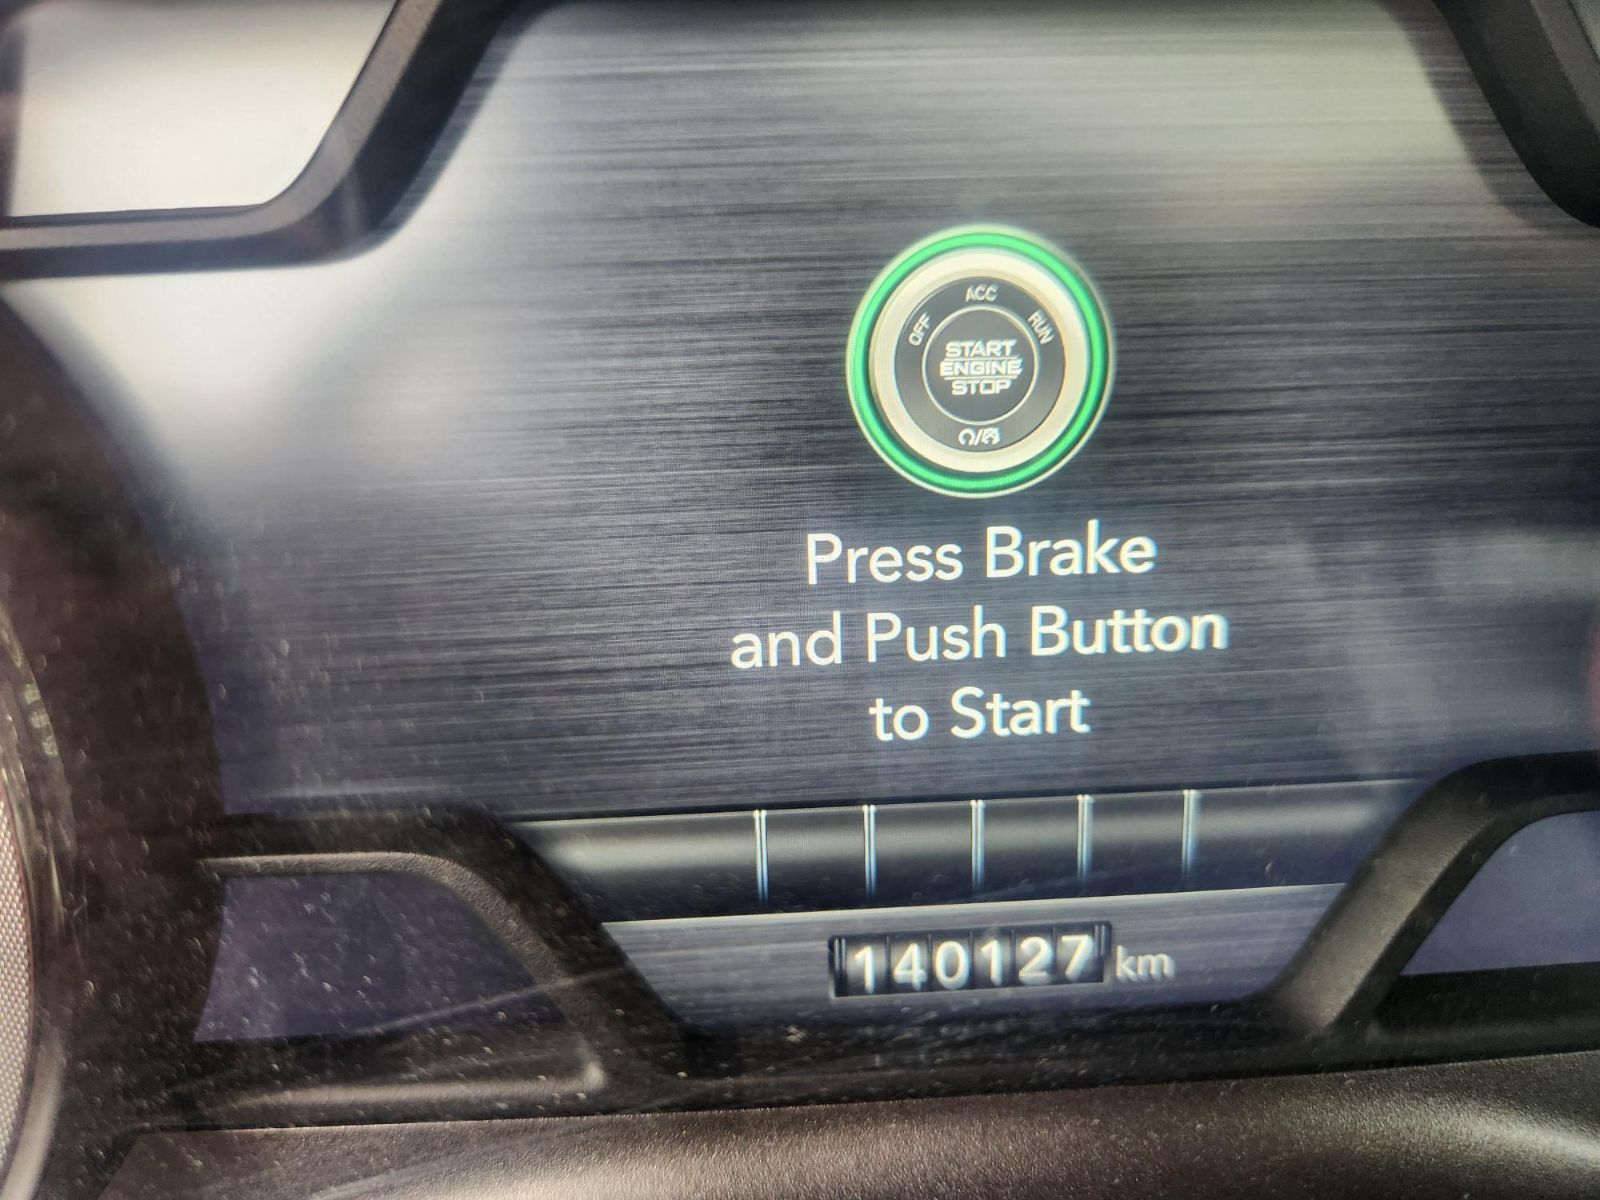 ACC
OFF
RUN
START
ENGINE
STOP
Press Brake
and Push Button
to Start
140127 km